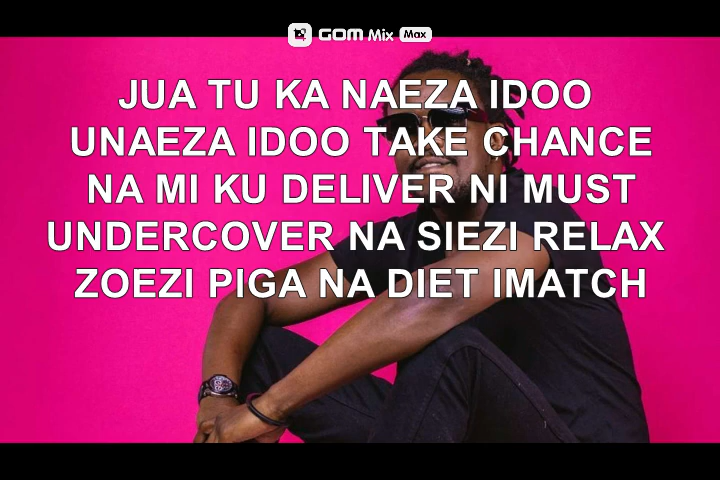 GOM Mix Max
JUA TU KA NAEZA IDOO
UNAEZA IDOO TAKE CHANCE
NA MI KU DELIVER NI MUST
UNDERCOVER NA SIEZI RELAX
ZOEZI PIGA NA DIET IMATCH